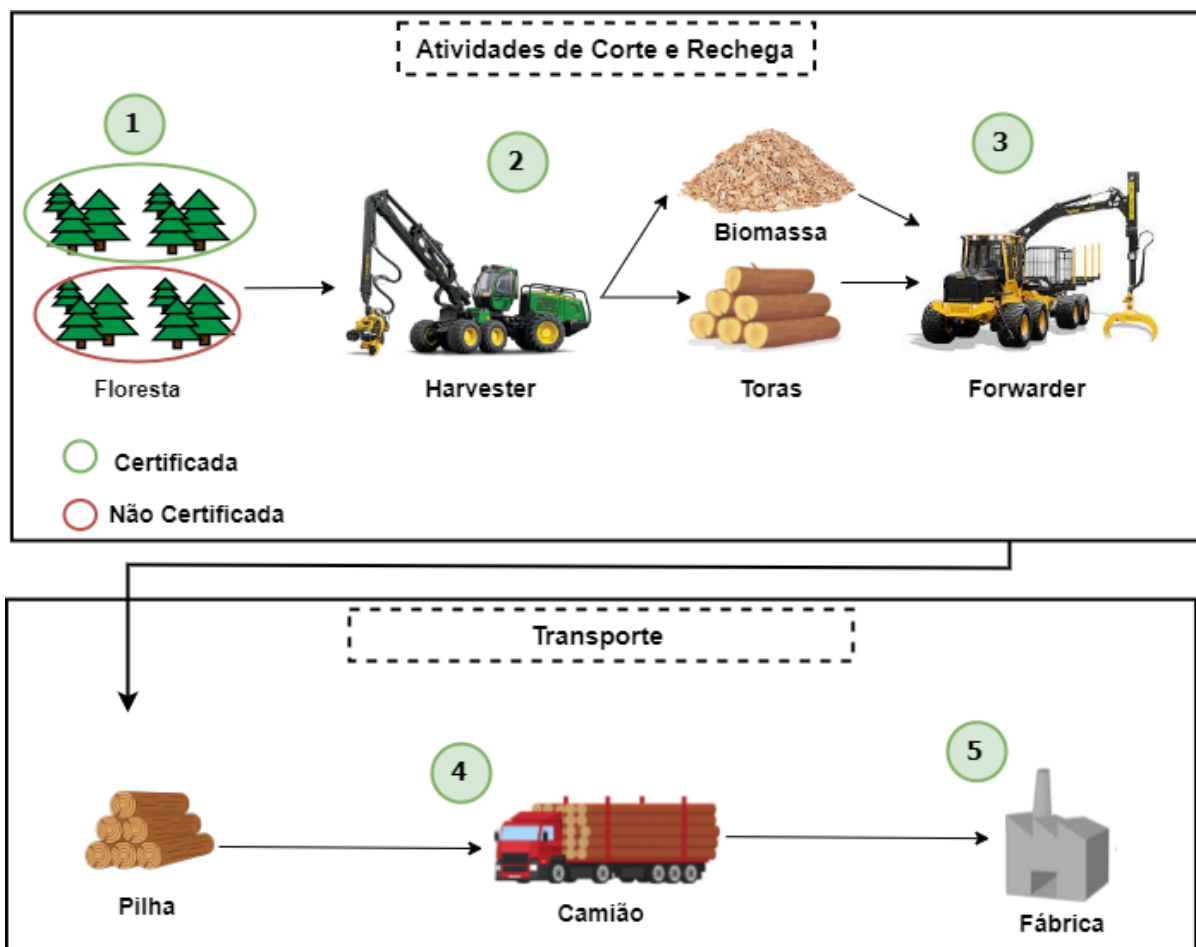 Atividades de Corte e Rechega
1
2
3
Biomassa
Floresta
Harvester
Toras
Forwarder
Certificada
Não Certificada
Transporte
4
5
Pilha
Camião
Fábrica